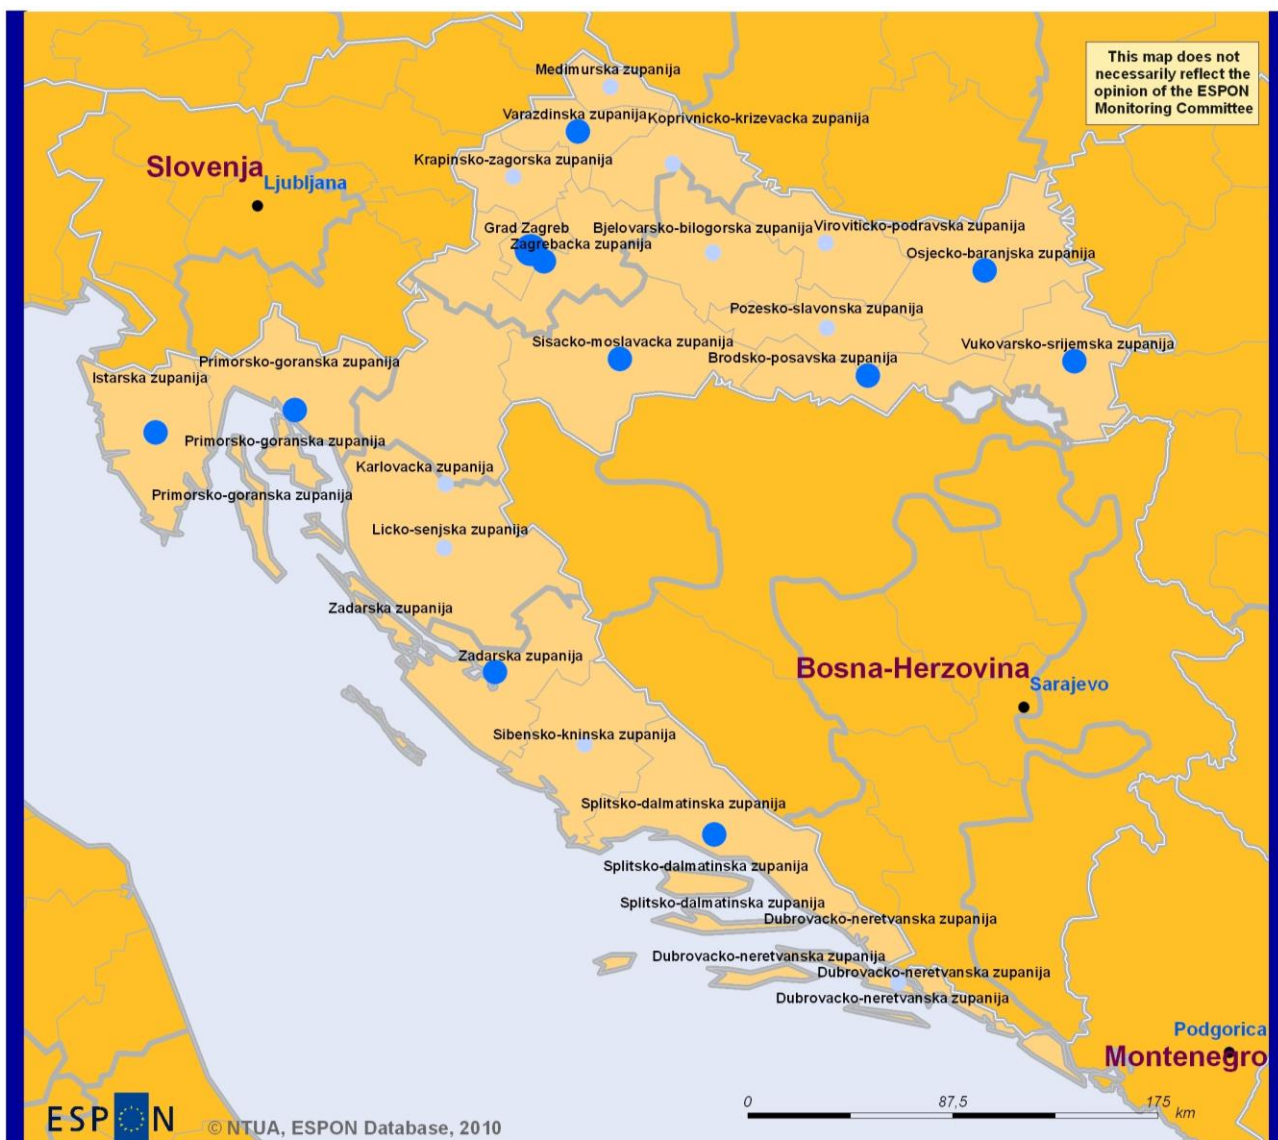 This map does not
necessarily reflect the
opinion of the ESPON
Monitoring Committee
Medimurska zupanija
Varazdinska zupanija
Koprivnicko-krizevacka zupanija
Krapinsko-zagorska zupanija
Slovenja
Ljubljana
Grad Zagreb
Bjelovarsko-bilogorska zupanija
Viroviticko-podravska zupanija
Zagrebacka zupanija
Osjecko-baranjska zupanija
Pozesko-slavonska zupanija
Sisacko-moslavacka zupanija
Vukovarsko-srijemska zupanija
Brodsko-posavska zupanija
Primorsko-goranska zupanija
Istarska zupanija
Primorsko-goranska zupanija
Karlovacka zupanija
Primorsko-goranska zupanija
Licko-senjska zupanija
Zadarska zupanija
Zadarska zupanija
Bosna-Herzovina
Sarajevo
Sibensko-kninska zupanija
Splitsko-dalmatinska zupanija
Splitsko-dalmatinska zupanija
Splitsko-dalmatinska zupanija
Dubrovacko-neretvanska zupanija
Dubrovacko-neretvanska zupanija
Dubrovacko-neretvanska zupanija
Dubrovacko-neretvanska zupanija
Podgorica
Montenegro
0 87,5 175
km
ESPON
© NTUA, ESPON Database, 2010